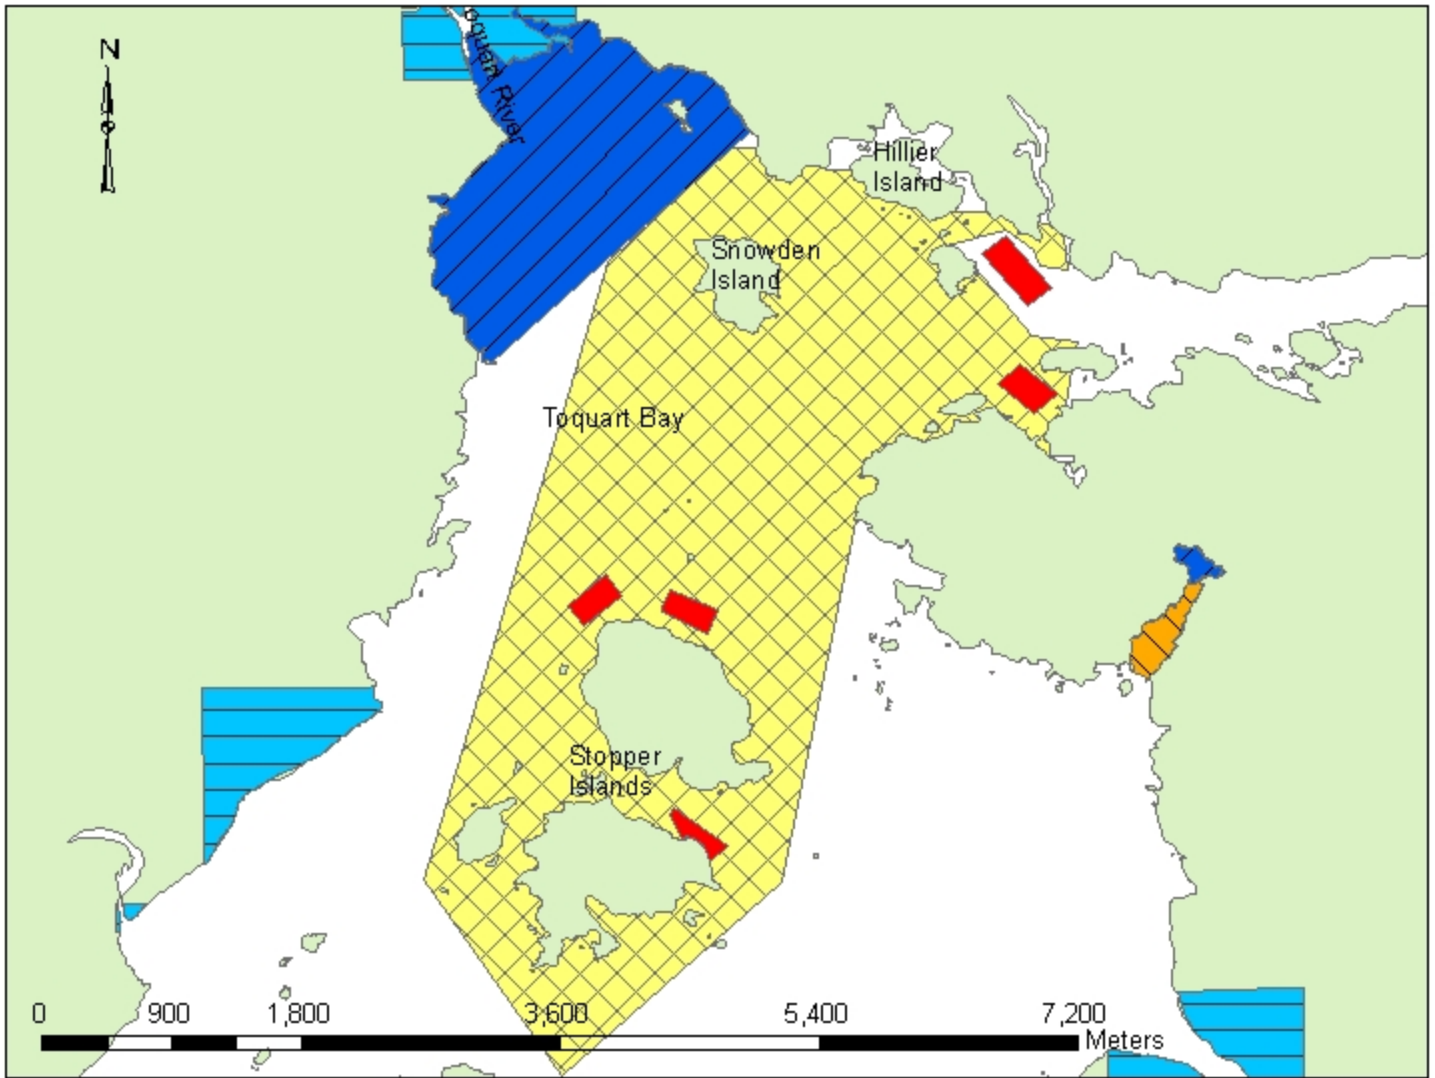 N
River
Hillier
Island
Snowden
Island
Toquart Bay
Stopper
Islands
0 900 1,800 3,600 5,400 7,200
Meters